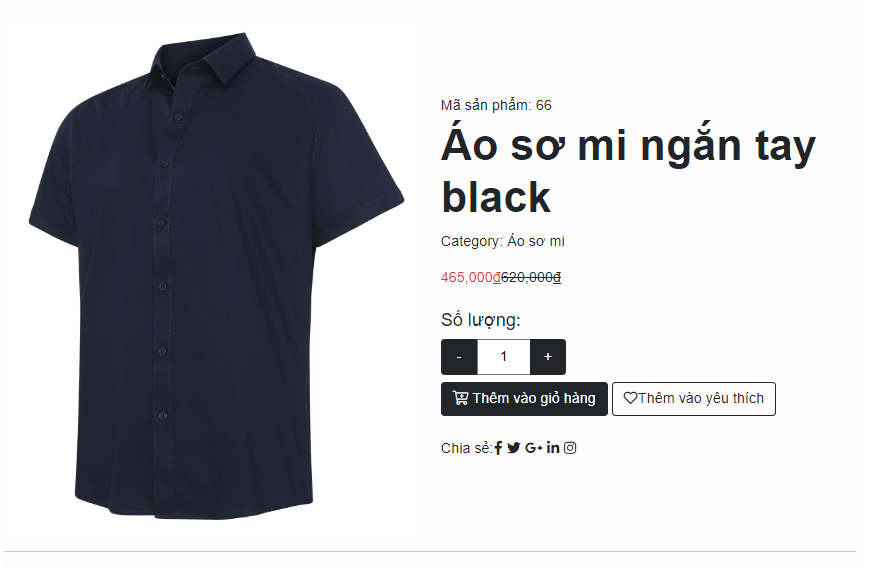 Mã sản phẩm: 66
Áo sơ mi ngắn tay
black
Category: Áo sơ mi
465,000₫620,000₫
Số lượng:
- 1 +
Thêm vào giỏ hàng Thêm vào yêu thích
Chia sẻ: